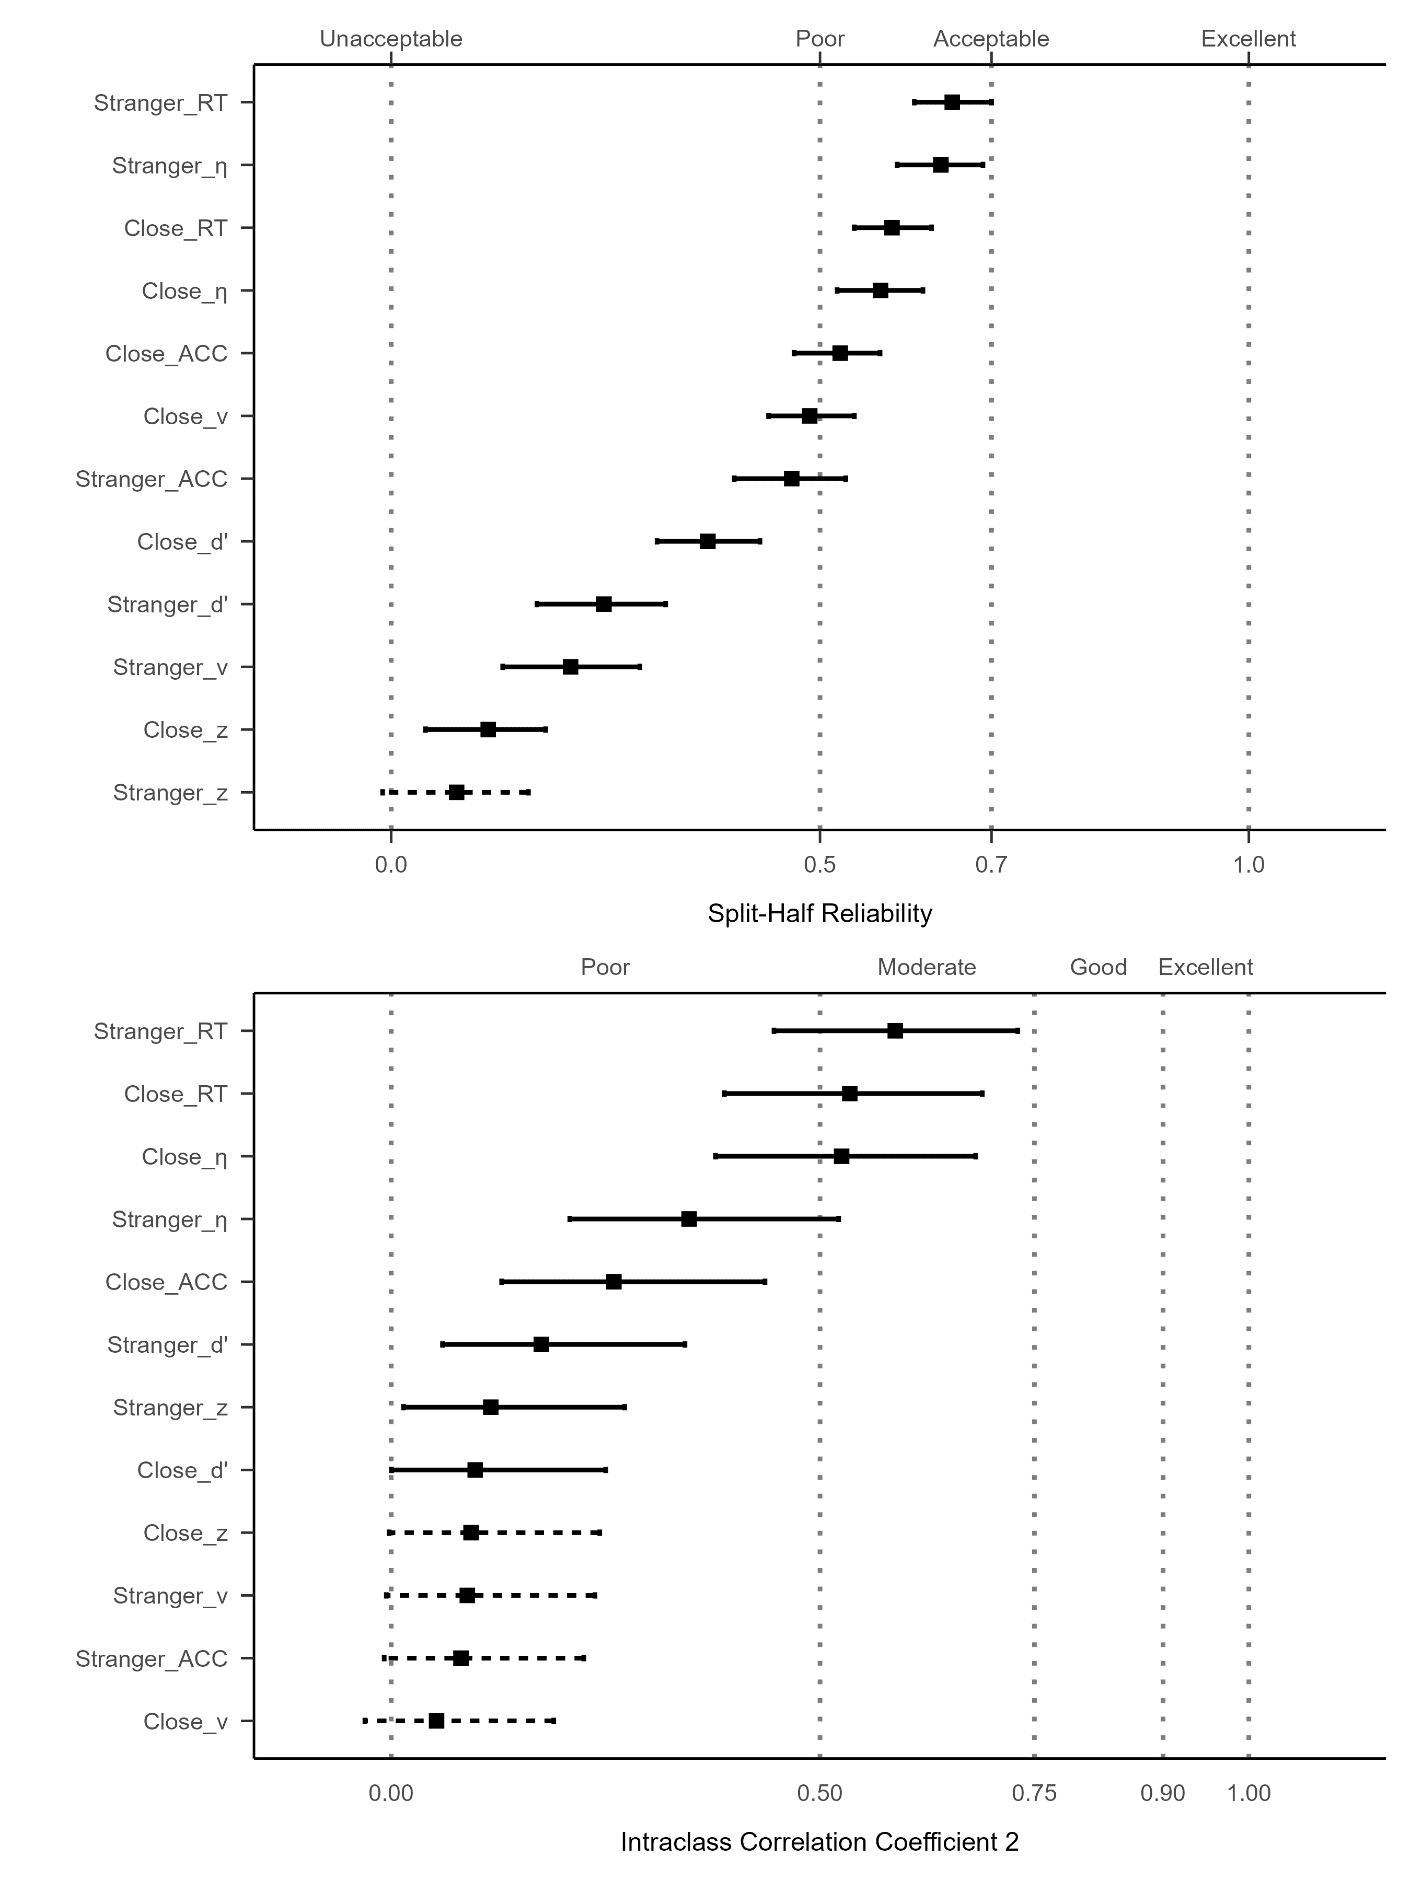 Unacceptable Poor Acceptable Excellent
Stranger_RT
Stranger_η
Close_RT
Close_η
Close_ACC
Close_v
Stranger_ACC
Close_d'
Stranger_d'
Stranger_v
Close_z
Stranger_z
0.0 0.5 0.7 1.0
Split-Half Reliability
Poor Moderate Good Excellent
Stranger_RT
Close_RT
Close_η
Stranger_η
Close_ACC
Stranger_d'
Stranger_z
Close_d'
Close_z
Stranger_v
Stranger_ACC
Close_v
0.00 0.50 0.75 0.90 1.00
Intraclass Correlation Coefficient 2